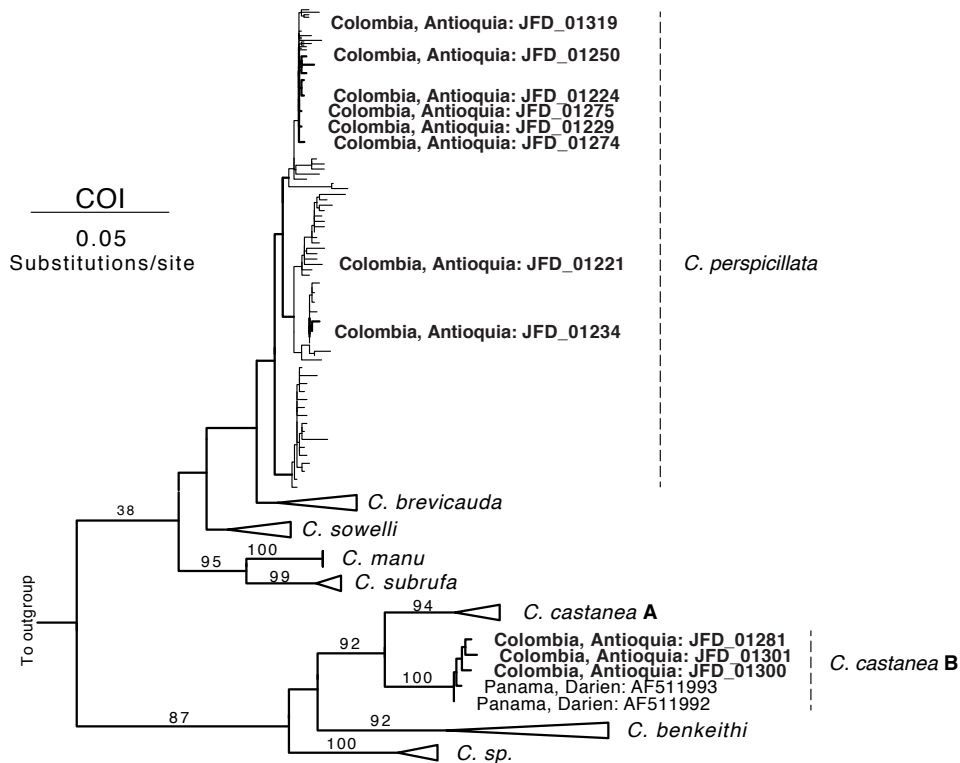 Colombia, Antioquia: JFD_01319
Colombia, Antioquia: JFD_01250
Colombia, Antioquia: JFD_01224
Colombia, Antioquia: JFD_01275
Colombia, Antioquia: JFD_01229
Colombia, Antioquia: JFD_01274
COI
0.05
Substitutions/site
Colombia, Antioquia: JFD_01221
C. perspicillata
Colombia, Antioquia: JFD_01234
C. brevicauda
38
C. sowelli
100
C. manu
95
99
C. subrufa
To outgroup
94
C. castanea A
92
Colombia, Antioquia: JFD_01281
Colombia, Antioquia: JFD_01301
C. castanea B
Colombia, Antioquia: JFD_01300
100
Panama, Darien: AF511993
Panama, Darien: AF511992
87
92
C. benkeithi
100
C. sp.